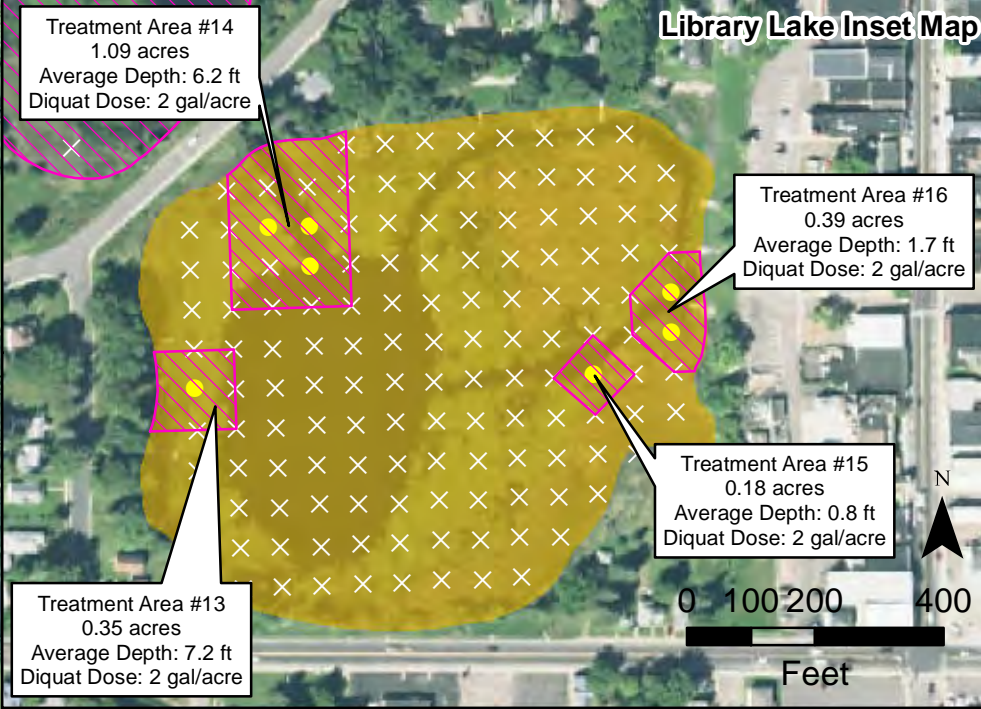 Library Lake Inset Map
Treatment Area #14
1.09 acres
Average Depth: 6.2 ft
Diquat Dose: 2 gal/acre
Treatment Area #16
0.39 acres
Average Depth: 1.7 ft
Diquat Dose: 2 gal/acre
Treatment Area #15
0.18 acres
Average Depth: 0.8 ft
Diquat Dose: 2 gal/acre
Treatment Area #13
0.35 acres
Average Depth: 7.2 ft
Diquat Dose: 2 gal/acre
N
0 100 200 400
Feet